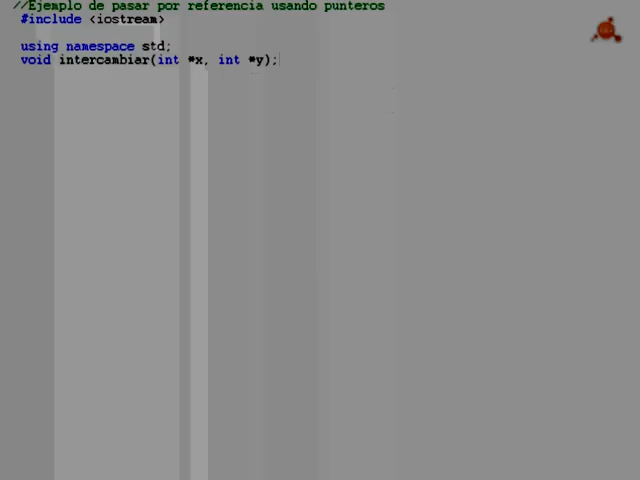 //Ejemplo de pasar por referencia usando punteros
#include <iostream>
using namespace std;
void intercambiar(int *x, int *y);